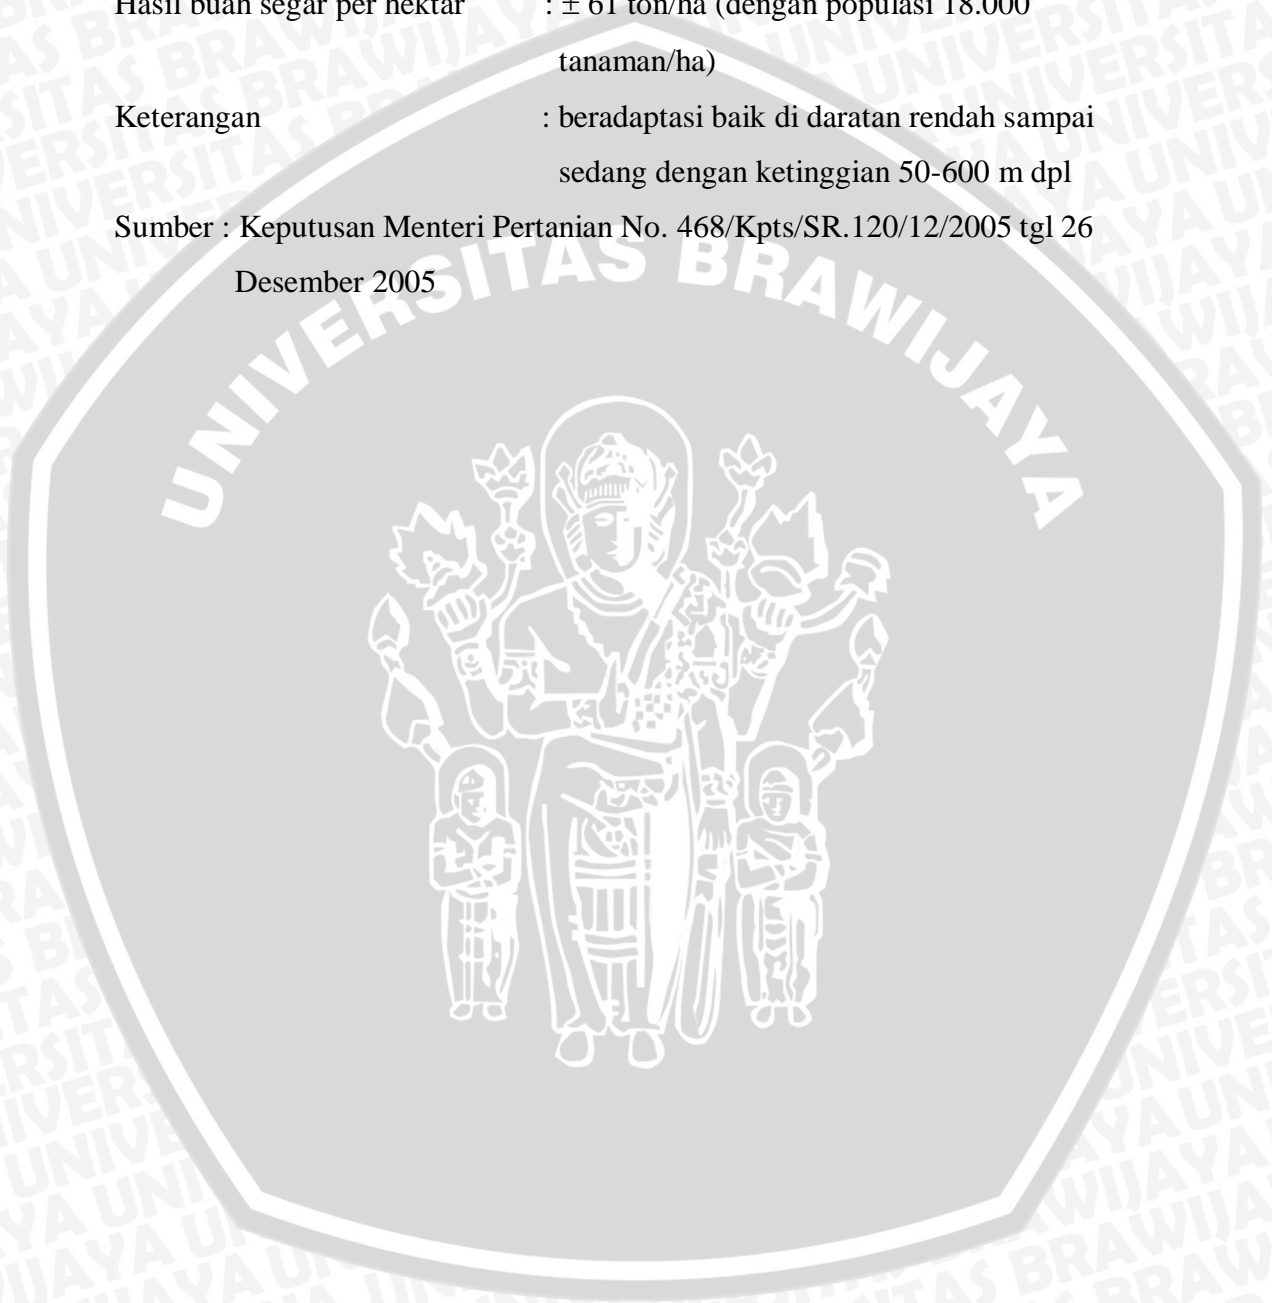 Hasil buah segar per hektar : ± 61 ton/ha (dengan populasi 18.000
tanaman/ha)
Keterangan : beradaptasi baik di daratan rendah sampai
sedang dengan ketinggian 50-600 m dpl
Sumber : Keputusan Menteri Pertanian No. 468/Kpts/SR.120/12/2005 tgl 26
Desember 2005
UNIVERSITAS BRAWIJAYA